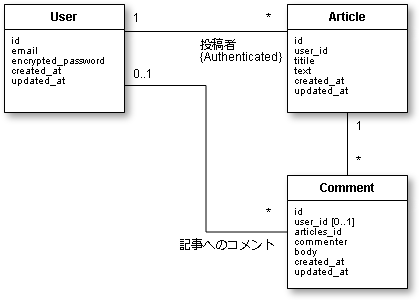 User
id
email
encrypted_password
created_at
updated_at
1
*
投稿者
{Authenticated}
0..1
Article
id
user_id
titile
text
created_at
updated_at
1
*
Comment
id
user_id [0..1]
articles_id
commenter
body
created_at
updated_at
*
記事へのコメント